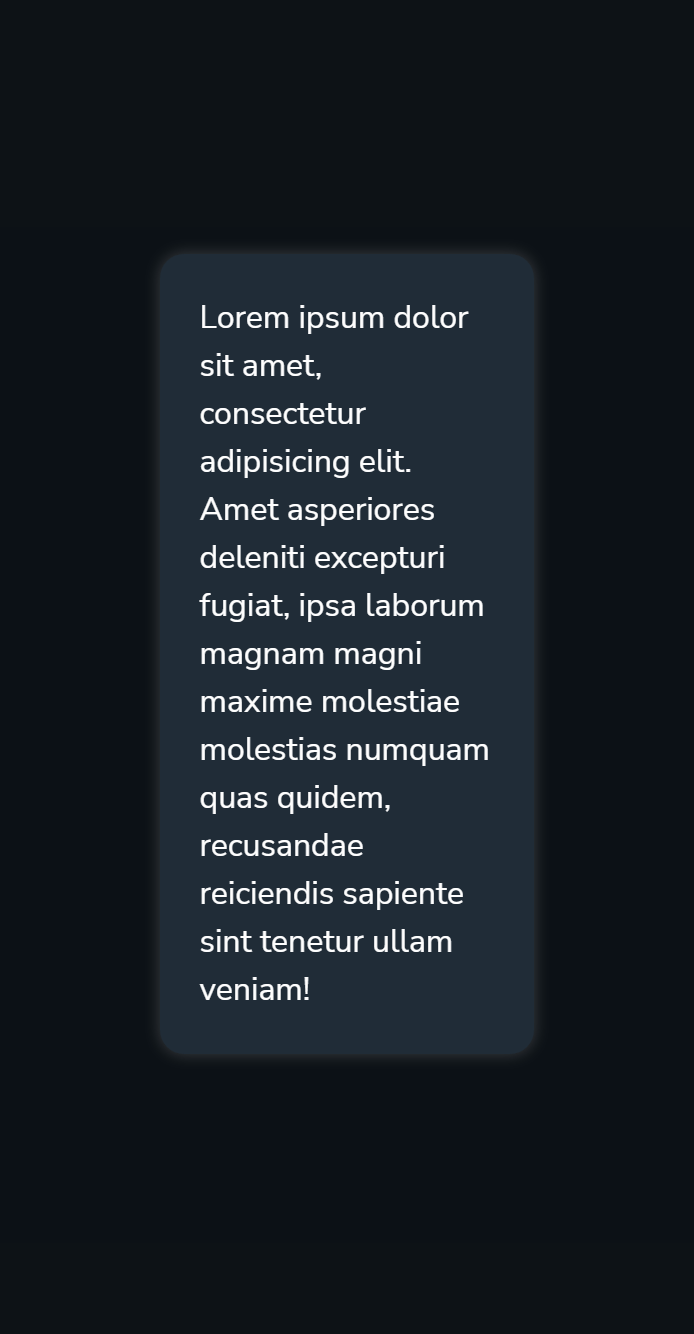 Lorem ipsum dolor
sit amet,
consectetur
adipisicing elit.
Amet asperiores
deleniti excepturi
fugiat, ipsa laborum
magnam magni
maxime molestiae
molestias numquam
quas quidem,
recusandae
reiciendis sapiente
sint tenetur ullam
veniam!